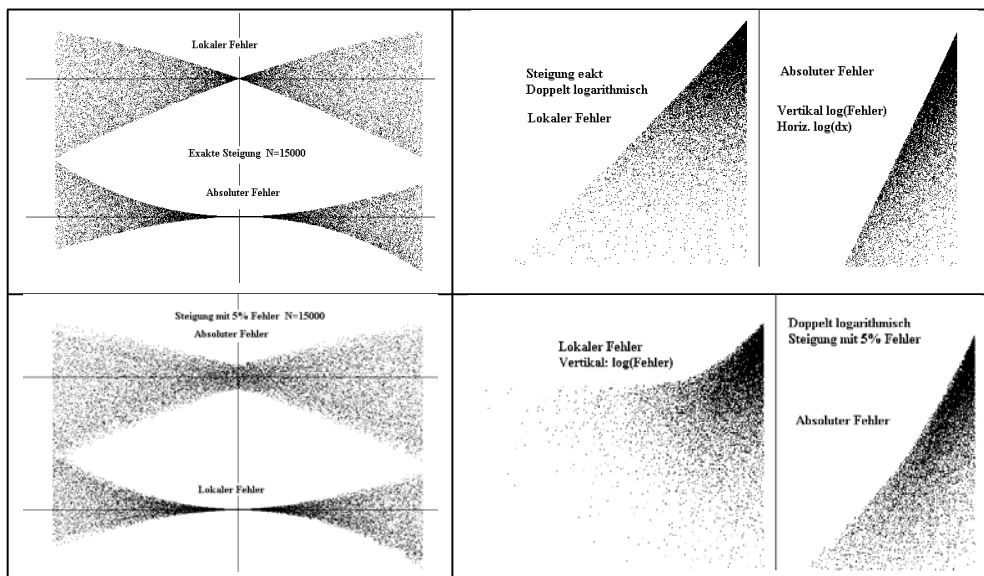 Lokaler Fehler
Exakte Steigung N=15000
Absoluter Fehler
Steigung eakt
Doppelt logarithmisch
Lokaler Fehler
Absoluter Fehler
Vertikal log(Fehler)
Horiz. log(dx)
Steigung mit 5% Fehler N=15000
Absoluter Fehler
Lokaler Fehler
Lokaler Fehler
Vertikal: log(Fehler)
Doppelt logarithmisch
Steigung mit 5% Fehler
Absoluter Fehler